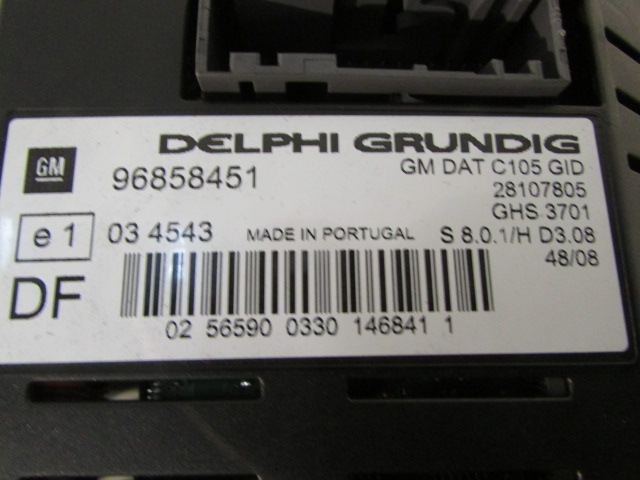 DELPHI GRUNDIG
GM
96858451
GM DAT C105 GID
28107805
GHS 3701
e 1
03 4543
MADE IN PORTUGAL
S 8.0.1/H D3.08
48/08
DF
02 56590 0330 146841 1